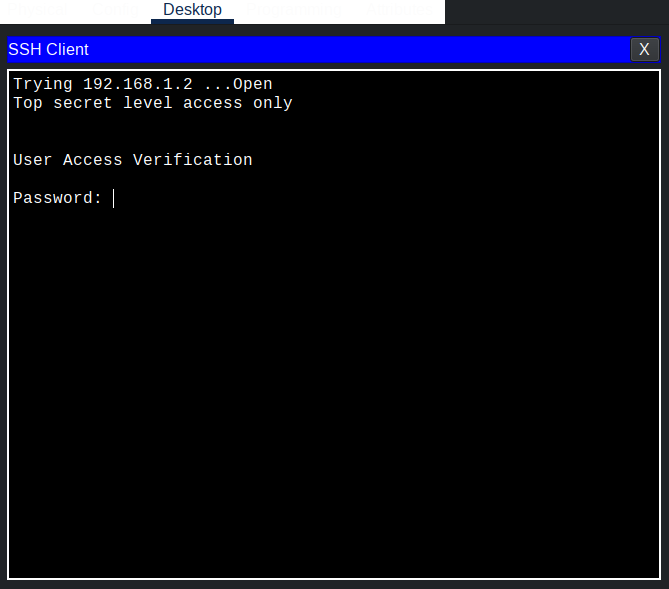 Desktop
SSH Client X
Trying 192.168.1.2 ...Open
Top secret level access only
User Access Verification
Password: